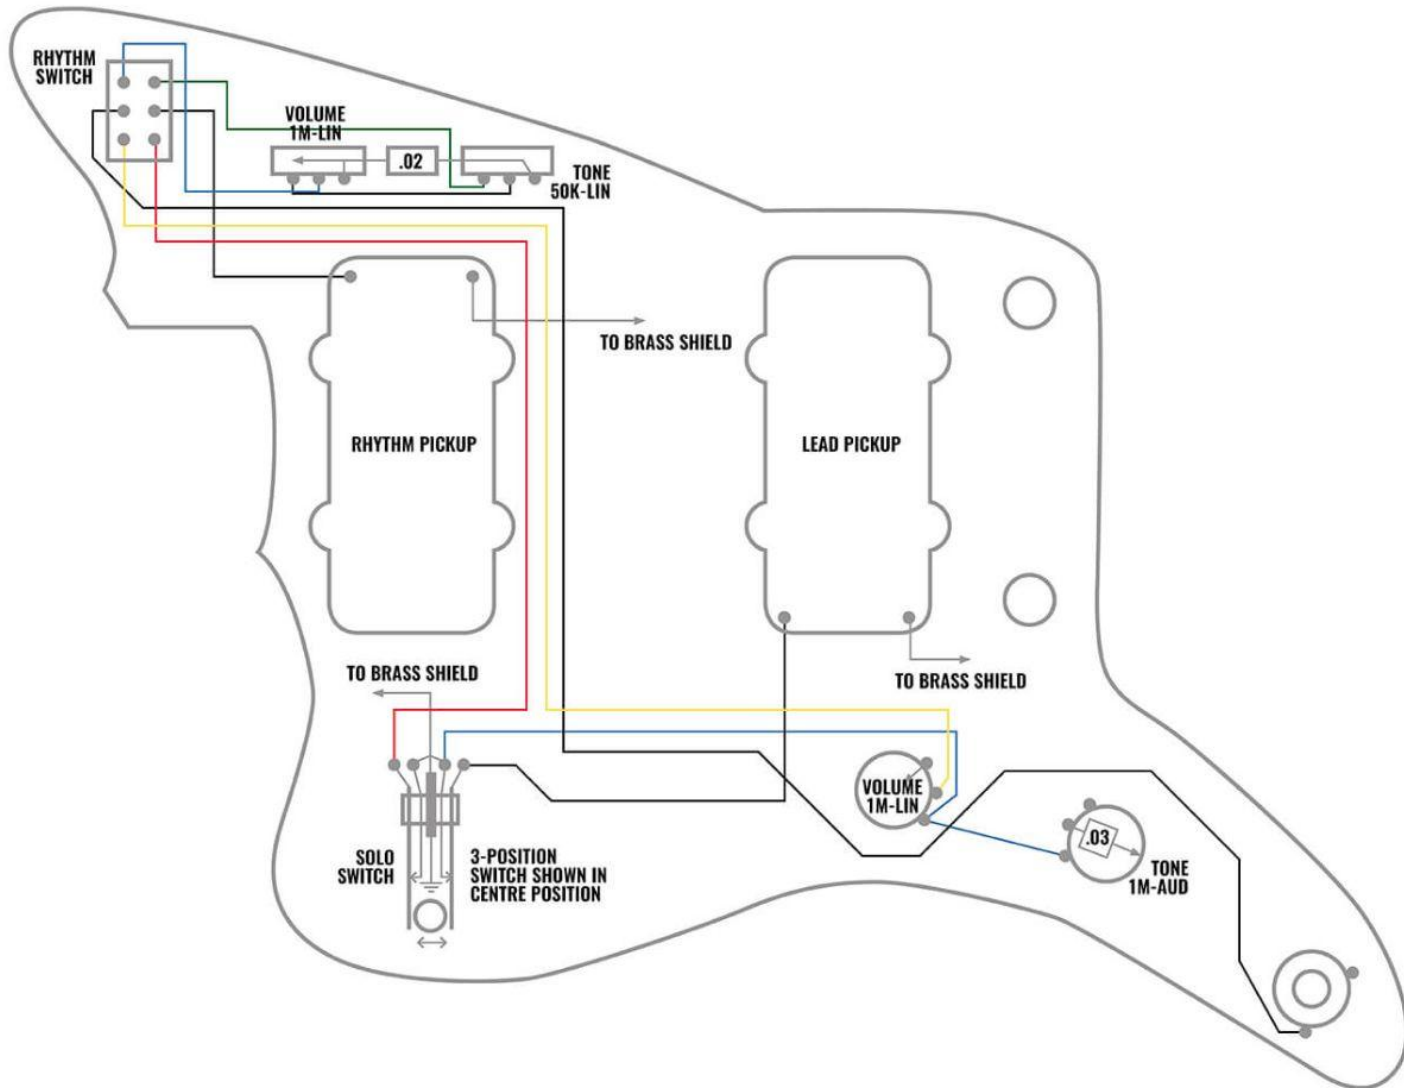 RHYTHM
SWITCH
VOLUME
1M-LIN
.02
TONE
50K-LIN
TO BRASS SHIELD
RHYTHM PICKUP
LEAD PICKUP
TO BRASS SHIELD
TO BRASS SHIELD
VOLUME
1M-LIN
.03
TONE
1M-AUD
SOLO
SWITCH
3-POSITION
SWITCH SHOWN IN
CENTRE POSITION